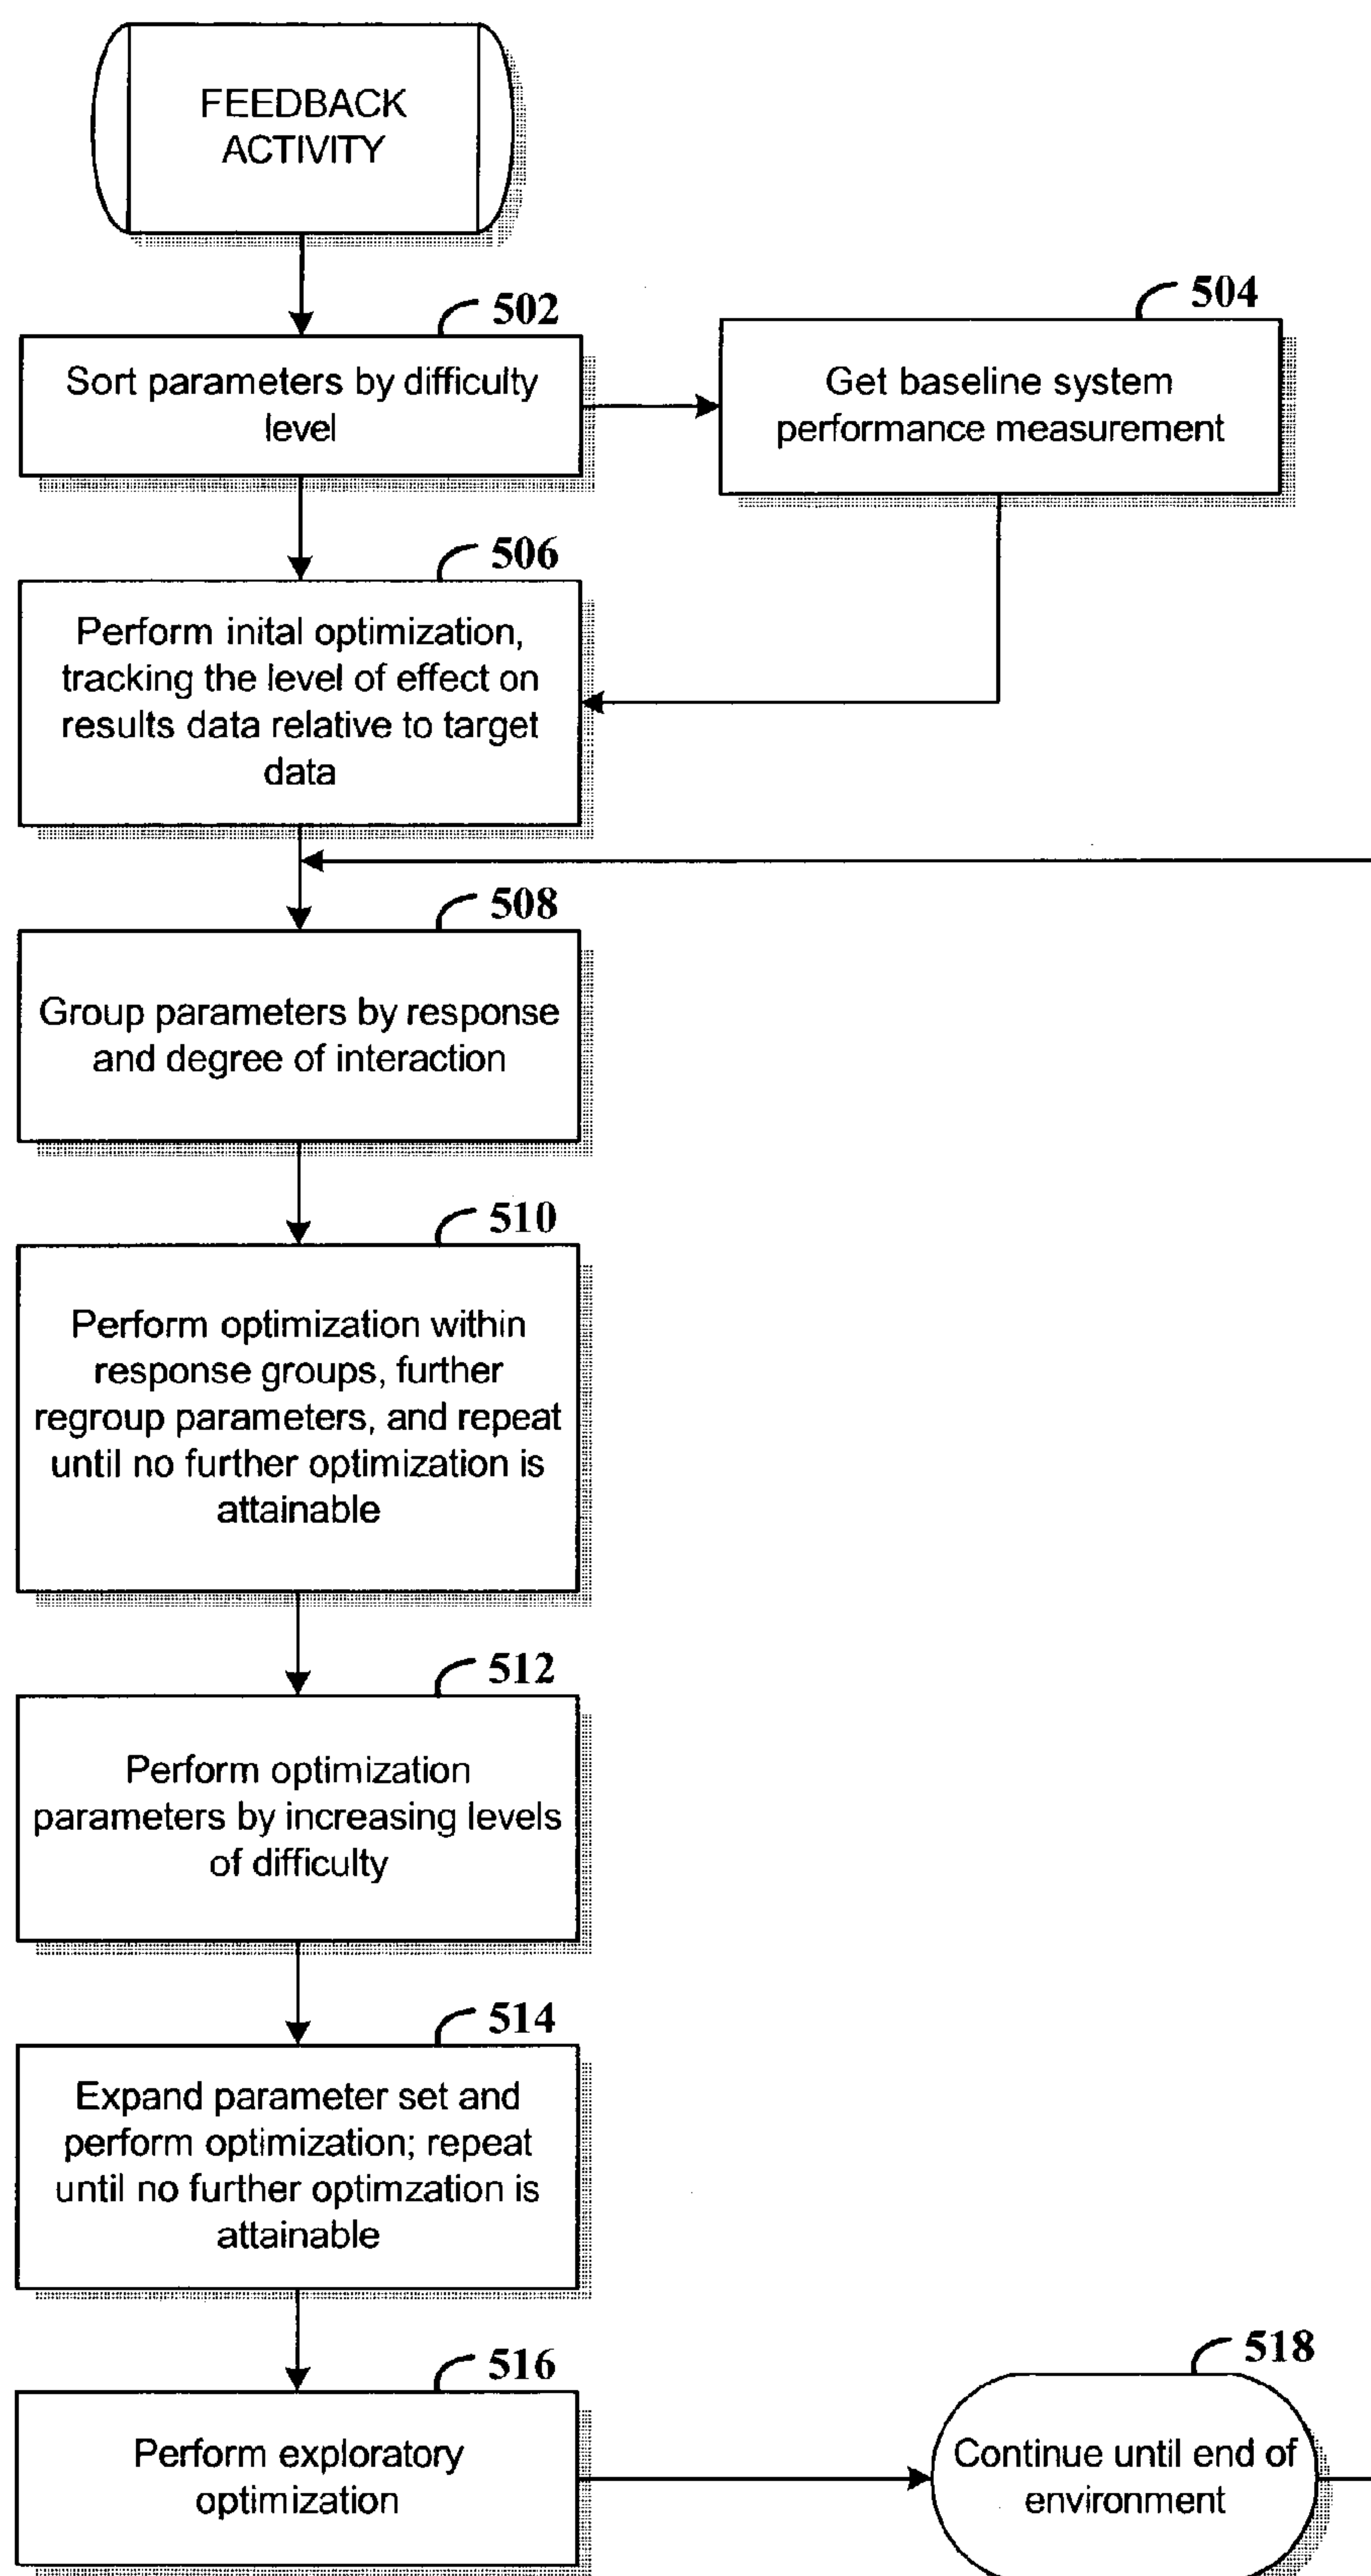 FEEDBACK
ACTIVITY
502
Sort parameters by difficulty
level
504
Get baseline system
performance measurement
506
Perform inital optimization,
tracking the level of effect on
results data relative to target
data
508
Group parameters by response
and degree of interaction
510
Perform optimization within
response groups, further
regroup parameters, and repeat
until no further optimization is
attainable
512
Perform optimization
parameters by increasing levels
of difficulty
514
Expand parameter set and
perform optimization; repeat
until no further optimzation is
attainable
516
Perform exploratory
optimization
518
Continue until end of
environment